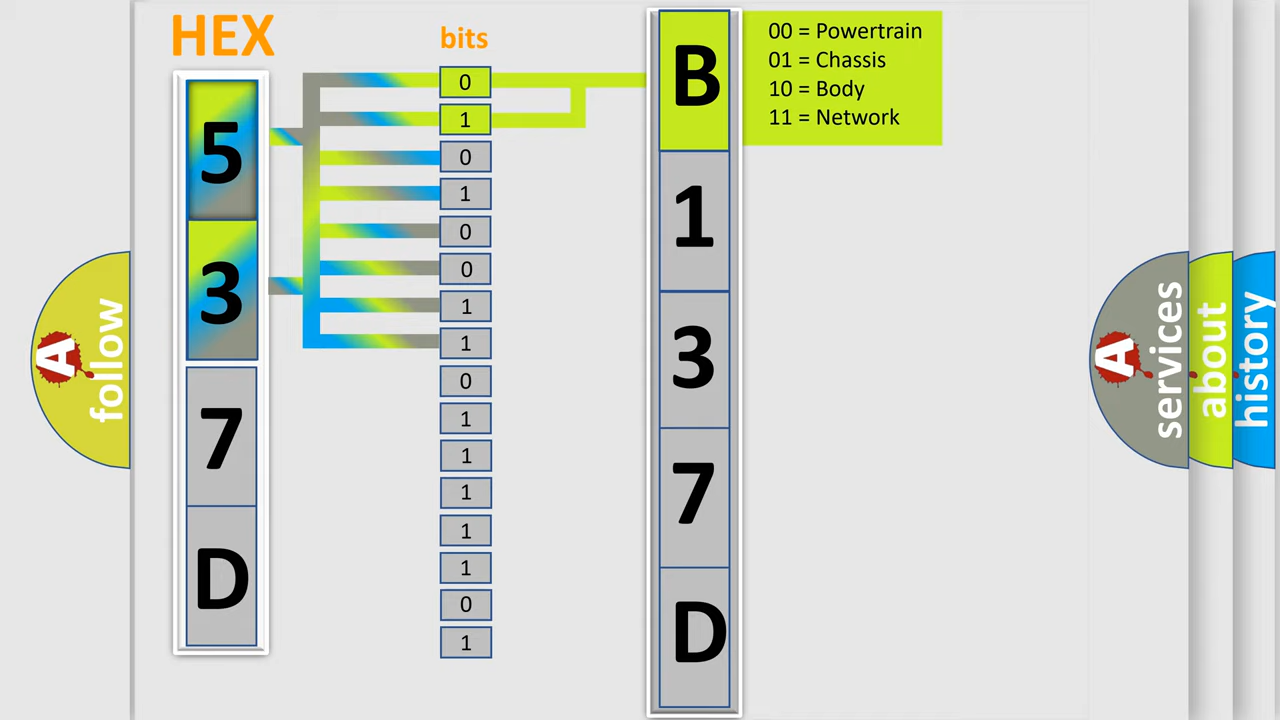 HEX
bits
5
3
7
D
0
1
0
1
0
0
1
1
0
1
1
1
1
1
0
1
B
1
3
7
D
00 = Powertrain
01 = Chassis
10 = Body
11 = Network
A
follow
A
services
about
history